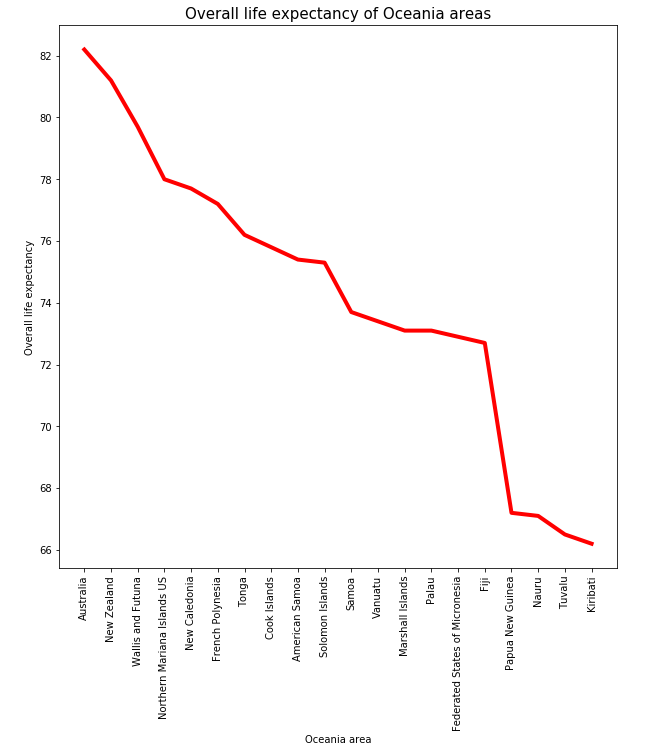 Overall life expectancy of Oceania areas
Overall life expectancy
82
80
78
76
74
72
70
68
66
Australia
New Zealand
Wallis and Futuna
Northern Mariana Islands US
New Caledonia
French Polynesia
Tonga
Cook Islands
American Samoa
Solomon Islands
Samoa
Vanuatu
Marshall Islands
Palau
Federated States of Micronesia
Fiji
Papua New Guinea
Nauru
Tuvalu
Kiribati
Oceania area